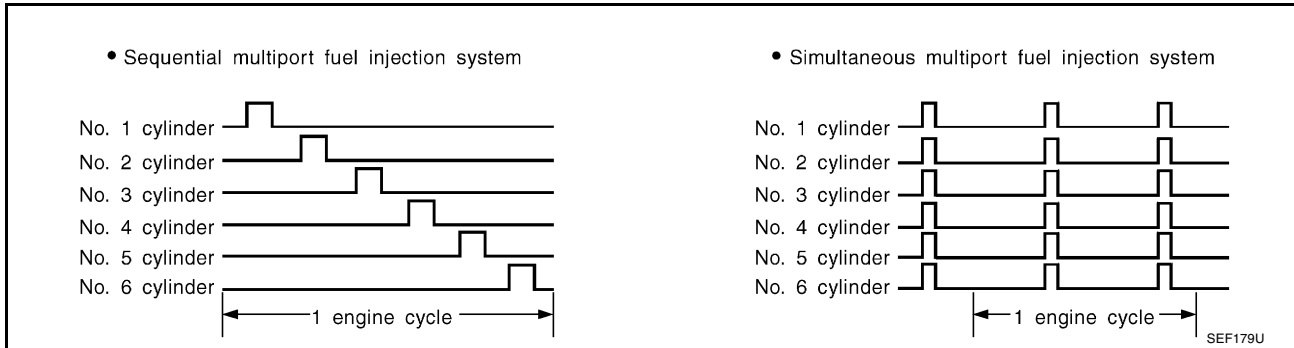 • Sequential multiport fuel injection system
No. 1 cylinder
No. 2 cylinder
No. 3 cylinder
No. 4 cylinder
No. 5 cylinder
No. 6 cylinder
1 engine cycle
• Simultaneous multiport fuel injection system
No. 1 cylinder
No. 2 cylinder
No. 3 cylinder
No. 4 cylinder
No. 5 cylinder
No. 6 cylinder
1 engine cycle
SEF179U